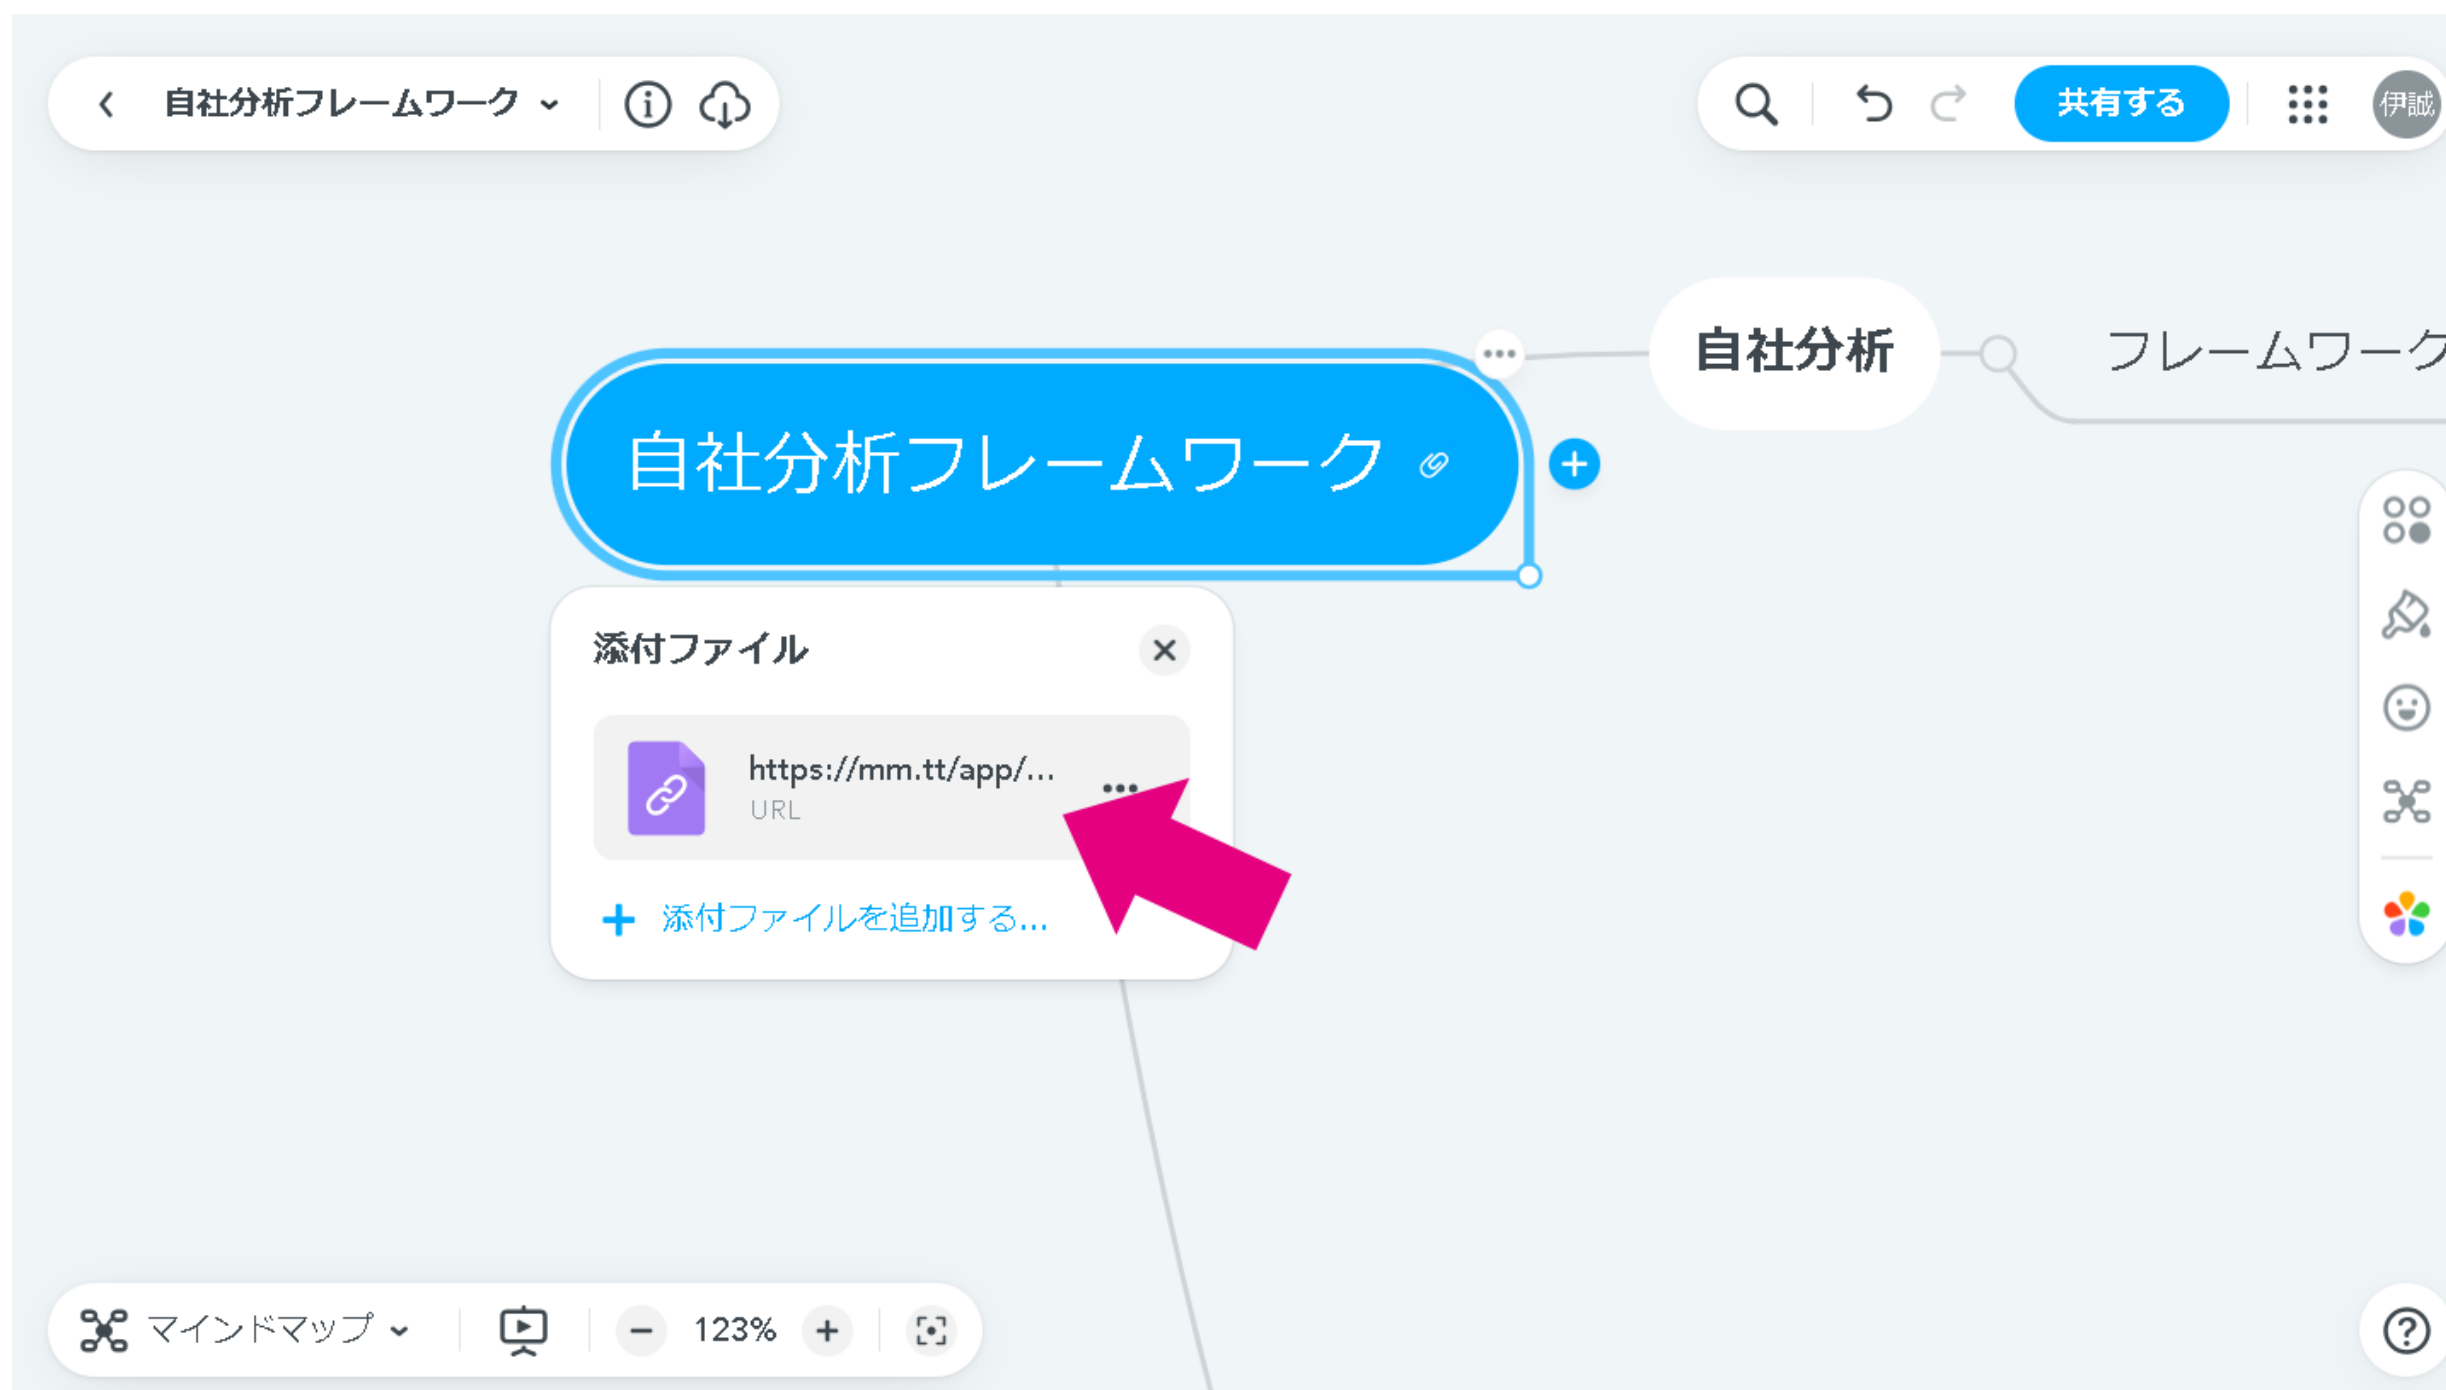 自社分析フレームワーク
共有する
伊誠
自社分析
フレームワーク
自社分析フレームワーク
添付ファイル
https://mm.tt/app/...
URL
添付ファイルを追加する...
マインドマップ
123%